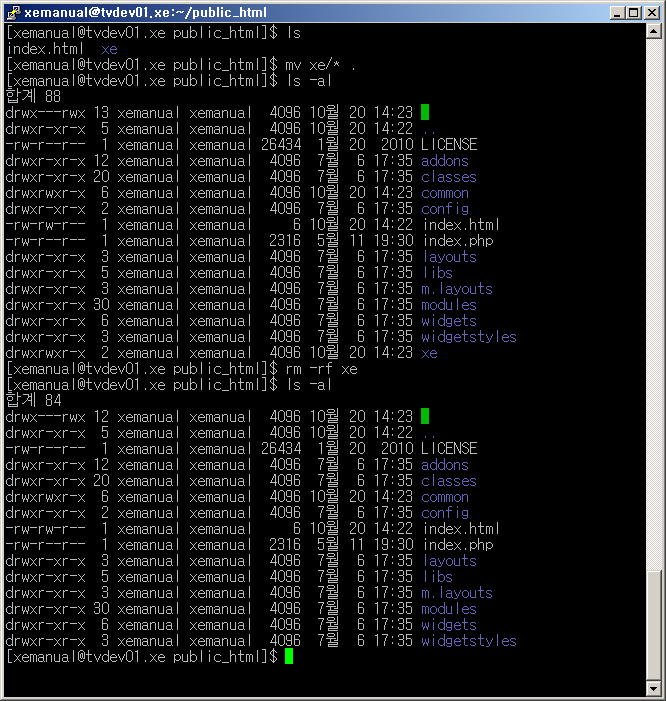 xemanual@tvdev01.xe:~/public_html
[xemanual@tvdev01.xe public_html]$ ls
index.html  xe
[xemanual@tvdev01.xe public_html]$ mv xe/* .
[xemanual@tvdev01.xe public_html]$ ls -al
합계 88
drwx---rwx 13 xemanual xemanual  4096 10월 20 14:23 .
drwxr-xr-x  5 xemanual xemanual  4096 10월 20 14:22 ..
-rw-r--r--  1 xemanual xemanual 26434  1월 20  2010 LICENSE
drwxr-xr-x 12 xemanual xemanual  4096  7월  6 17:35 addons
drwxr-xr-x 20 xemanual xemanual  4096  7월  6 17:35 classes
drwxrwxr-x  6 xemanual xemanual  4096 10월 20 14:23 common
drwxr-xr-x  2 xemanual xemanual  4096  7월  6 17:35 config
-rw-rw-r--  1 xemanual xemanual     6 10월 20 14:22 index.html
-rw-r--r--  1 xemanual xemanual  2316  5월 11 19:30 index.php
drwxr-xr-x  3 xemanual xemanual  4096  7월  6 17:35 layouts
drwxr-xr-x  5 xemanual xemanual  4096  7월  6 17:35 libs
drwxr-xr-x  3 xemanual xemanual  4096  7월  6 17:35 m.layouts
drwxr-xr-x 30 xemanual xemanual  4096  7월  6 17:35 modules
drwxr-xr-x  6 xemanual xemanual  4096  7월  6 17:35 widgets
drwxr-xr-x  3 xemanual xemanual  4096  7월  6 17:35 widgetstyles
drwxrwxr-x  2 xemanual xemanual  4096 10월 20 14:23 xe
[xemanual@tvdev01.xe public_html]$ rm -rf xe
[xemanual@tvdev01.xe public_html]$ ls -al
합계 84
drwx---rwx 12 xemanual xemanual  4096 10월 20 14:23 .
drwxr-xr-x  5 xemanual xemanual  4096 10월 20 14:22 ..
-rw-r--r--  1 xemanual xemanual 26434  1월 20  2010 LICENSE
drwxr-xr-x 12 xemanual xemanual  4096  7월  6 17:35 addons
drwxr-xr-x 20 xemanual xemanual  4096  7월  6 17:35 classes
drwxrwxr-x  6 xemanual xemanual  4096 10월 20 14:23 common
drwxr-xr-x  2 xemanual xemanual  4096  7월  6 17:35 config
-rw-rw-r--  1 xemanual xemanual     6 10월 20 14:22 index.html
-rw-r--r--  1 xemanual xemanual  2316  5월 11 19:30 index.php
drwxr-xr-x  3 xemanual xemanual  4096  7월  6 17:35 layouts
drwxr-xr-x  5 xemanual xemanual  4096  7월  6 17:35 libs
drwxr-xr-x  3 xemanual xemanual  4096  7월  6 17:35 m.layouts
drwxr-xr-x 30 xemanual xemanual  4096  7월  6 17:35 modules
drwxr-xr-x  6 xemanual xemanual  4096  7월  6 17:35 widgets
drwxr-xr-x  3 xemanual xemanual  4096  7월  6 17:35 widgetstyles
[xemanual@tvdev01.xe public_html]$